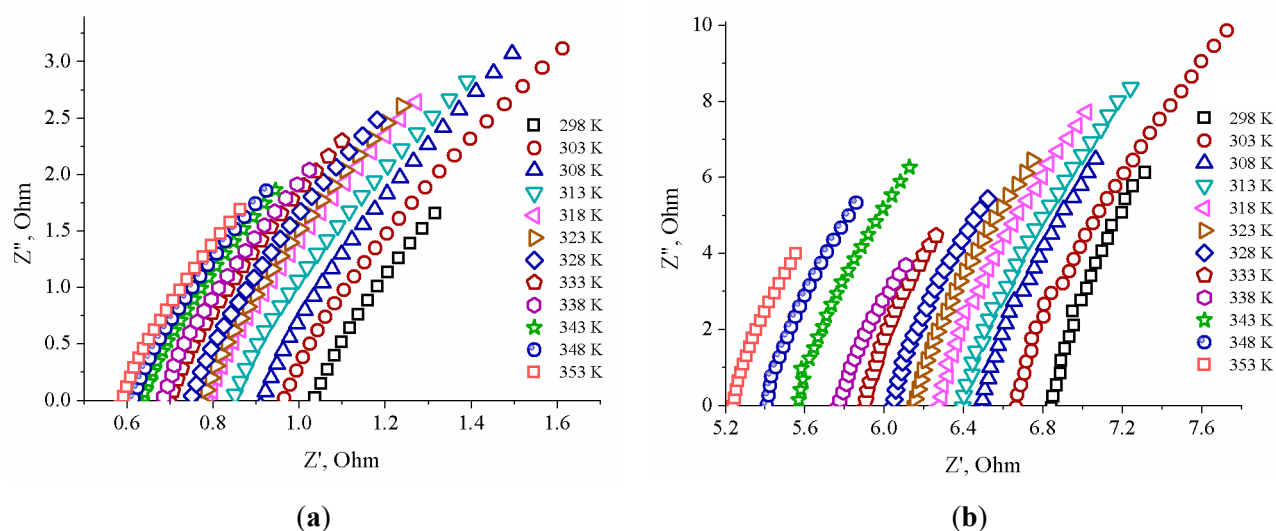 3.0
2.5
2.0
1.5
1.0
0.5
0.0
0.6 0.8 1.0 1.2 1.4 1.6
Z'', Ohm
Z', Ohm
298 K
303 K
308 K
313 K
318 K
323 K
328 K
333 K
338 K
343 K
348 K
353 K
(a)
10
8
6
4
2
0
5.2 5.6 6.0 6.4 6.8 7.2 7.6
Z'', Ohm
Z', Ohm
298 K
303 K
308 K
313 K
318 K
323 K
328 K
333 K
338 K
343 K
348 K
353 K
(b)